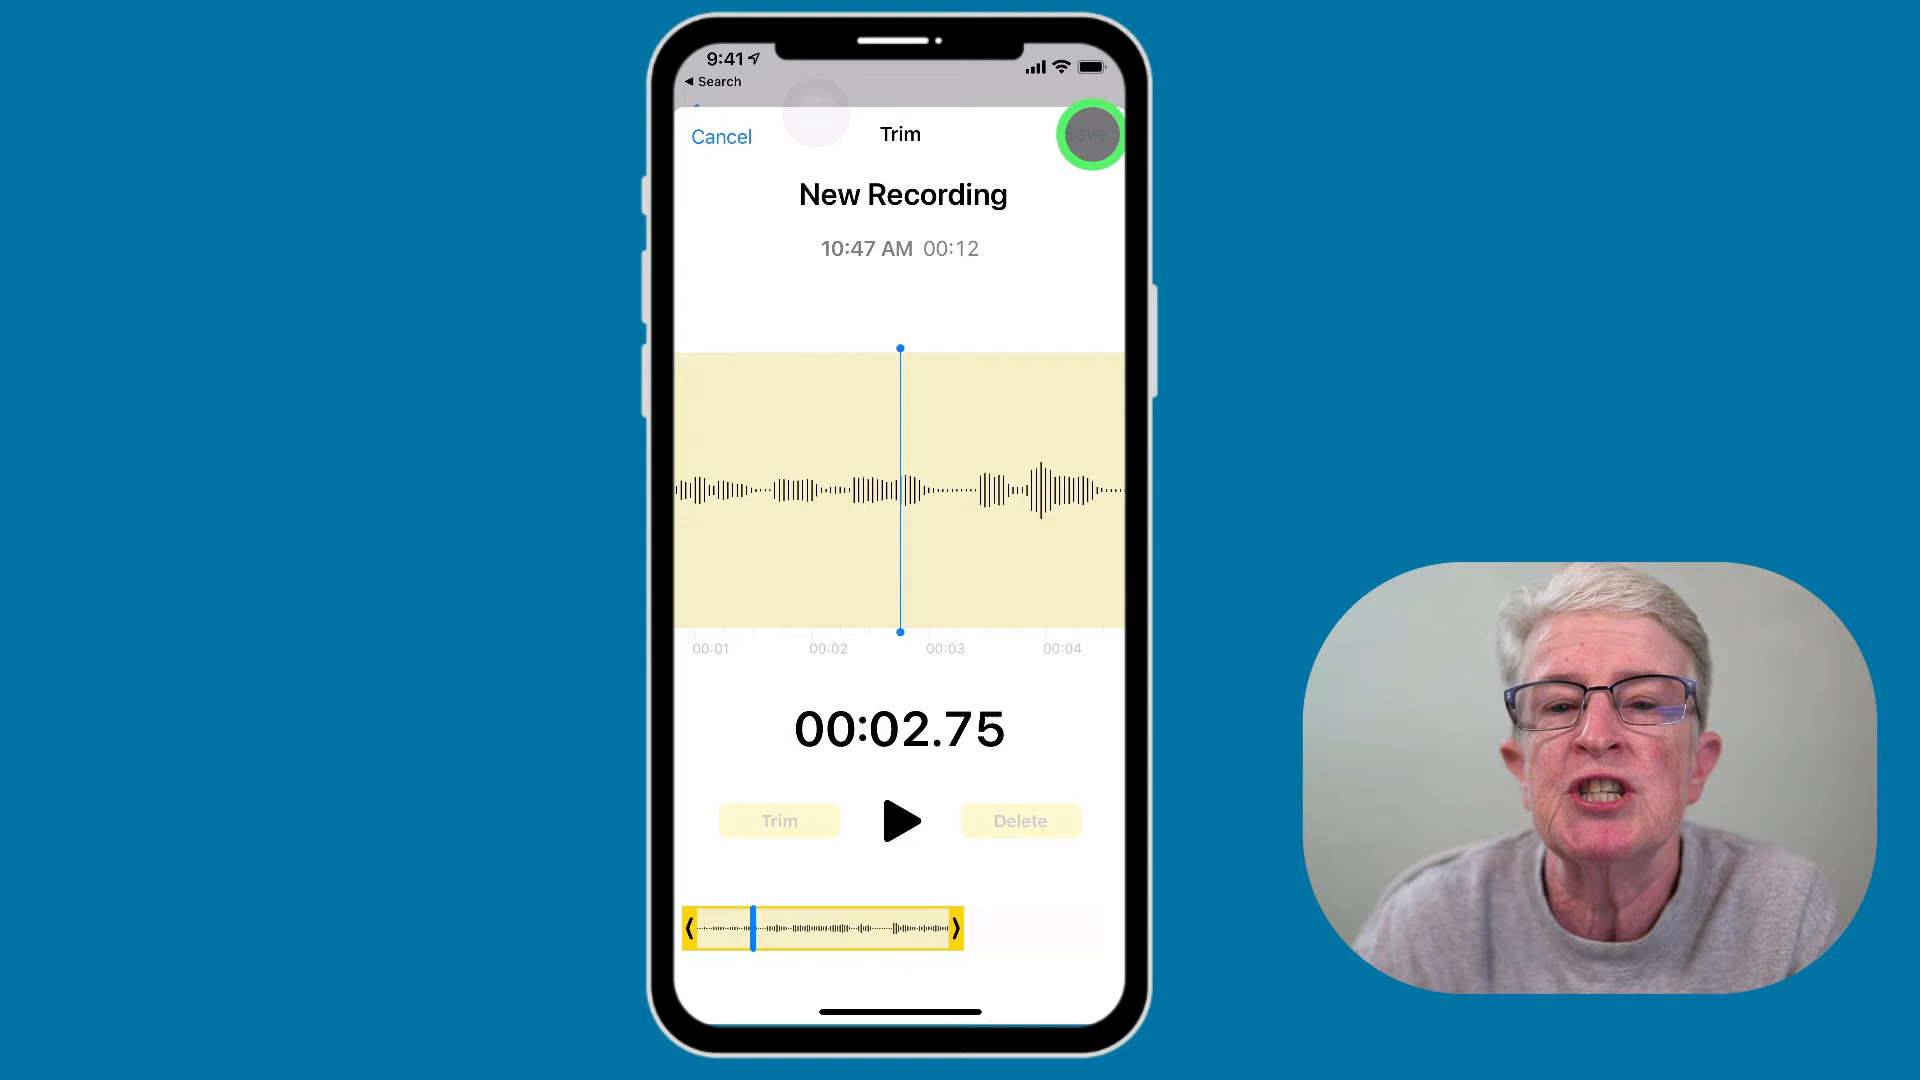 9:41
◀ Search
Cancel
Trim
Save
New Recording
10:47 AM 00:12
00:01 00:02 00:03 00:04
00:02.75
Trim
Delete